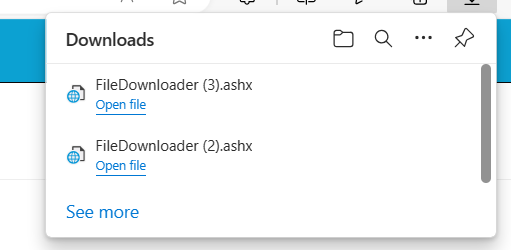 Downloads
FileDownloader (3).ashx
Open file
FileDownloader (2).ashx
Open file
See more